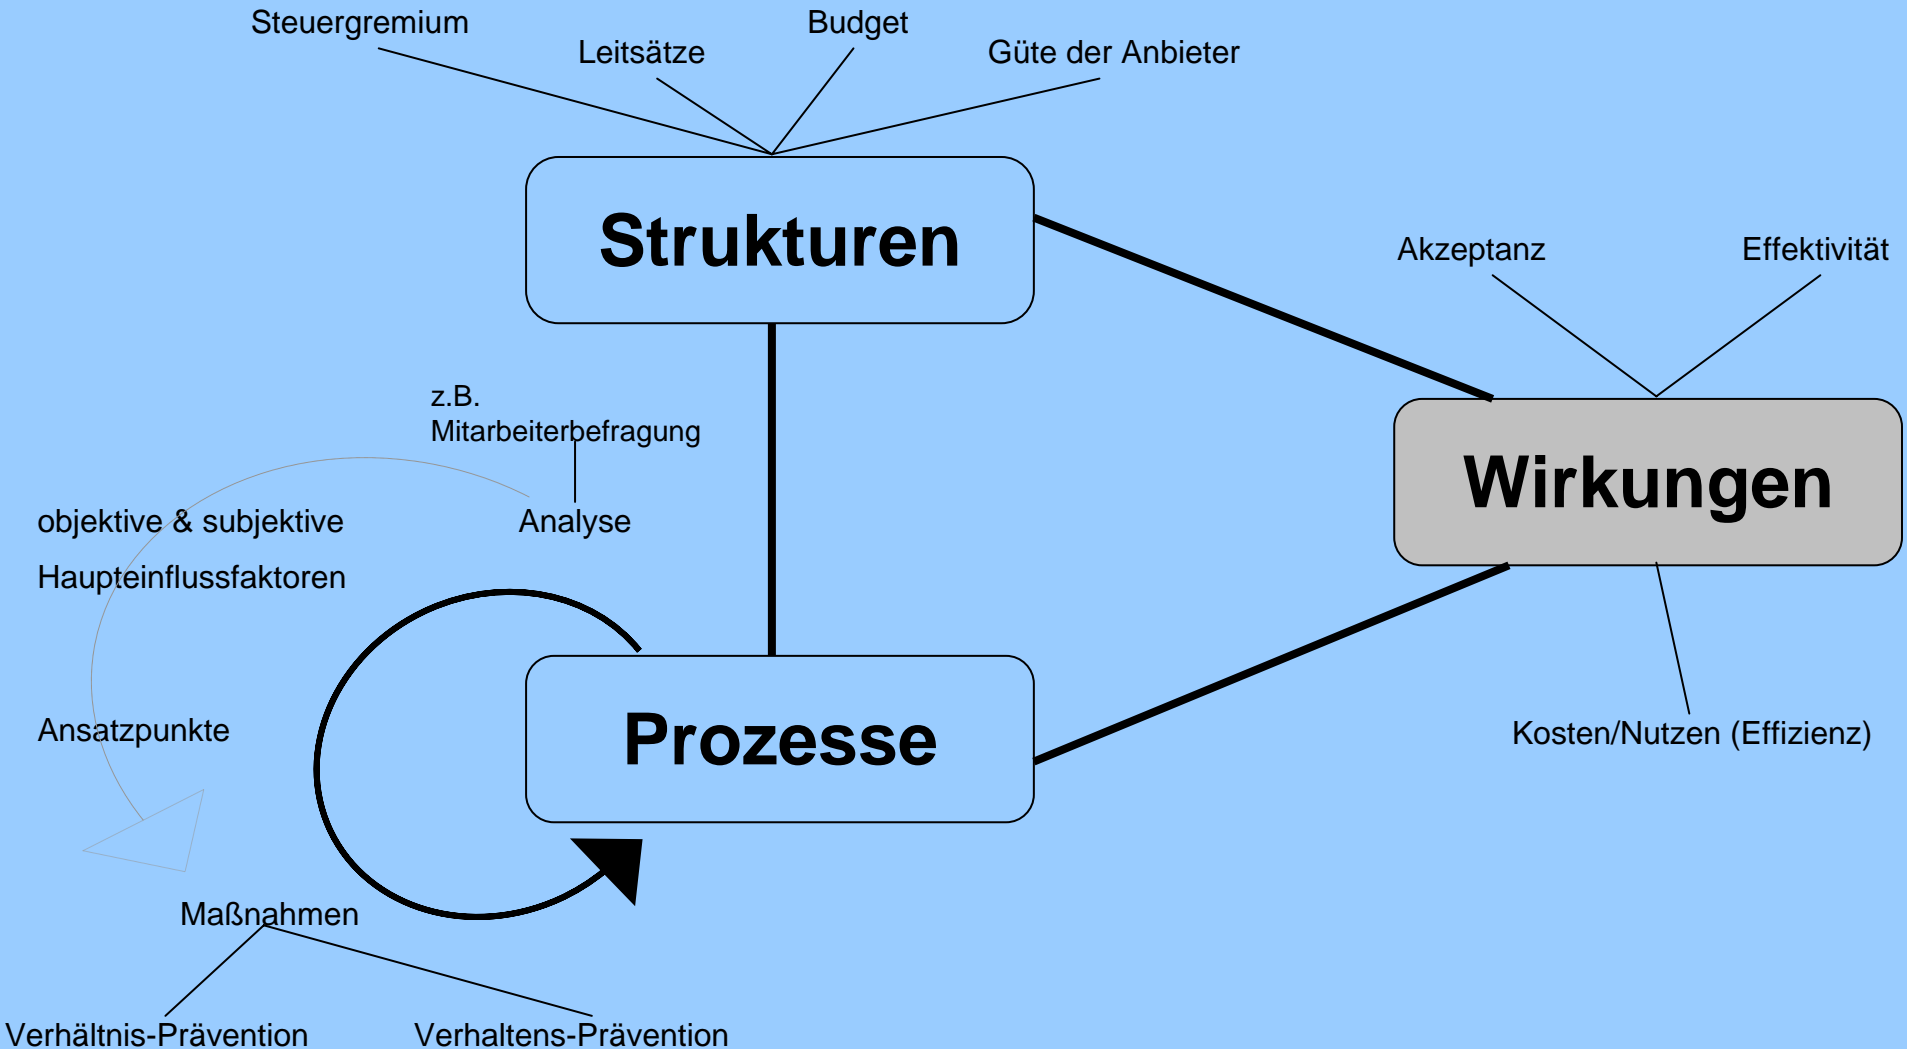 Steuergremium
Budget
Leitsätze
Güte der Anbieter
Strukturen
Akzeptanz
Effektivität
z.B.
Mitarbeiterbefragung
Wirkungen
objektive & subjektive
Analyse
Haupteinflussfaktoren
Ansatzpunkte
Prozesse
Kosten/Nutzen (Effizienz)
Maßnahmen
Verhältnis-Prävention
Verhaltens-Prävention